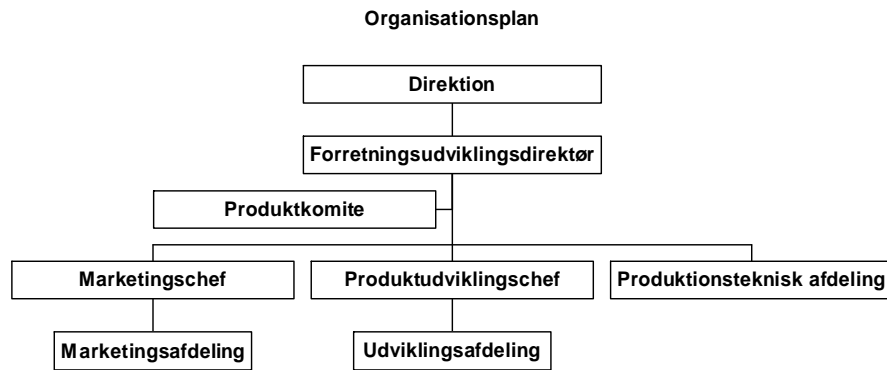 Organisationsplan
Direktion
Forretningsudviklingsdirektør
Produktkomite
Marketingschef
Produktudviklingschef
Produktionsteknisk afdeling
Marketingsafdeling
Udviklingsafdeling